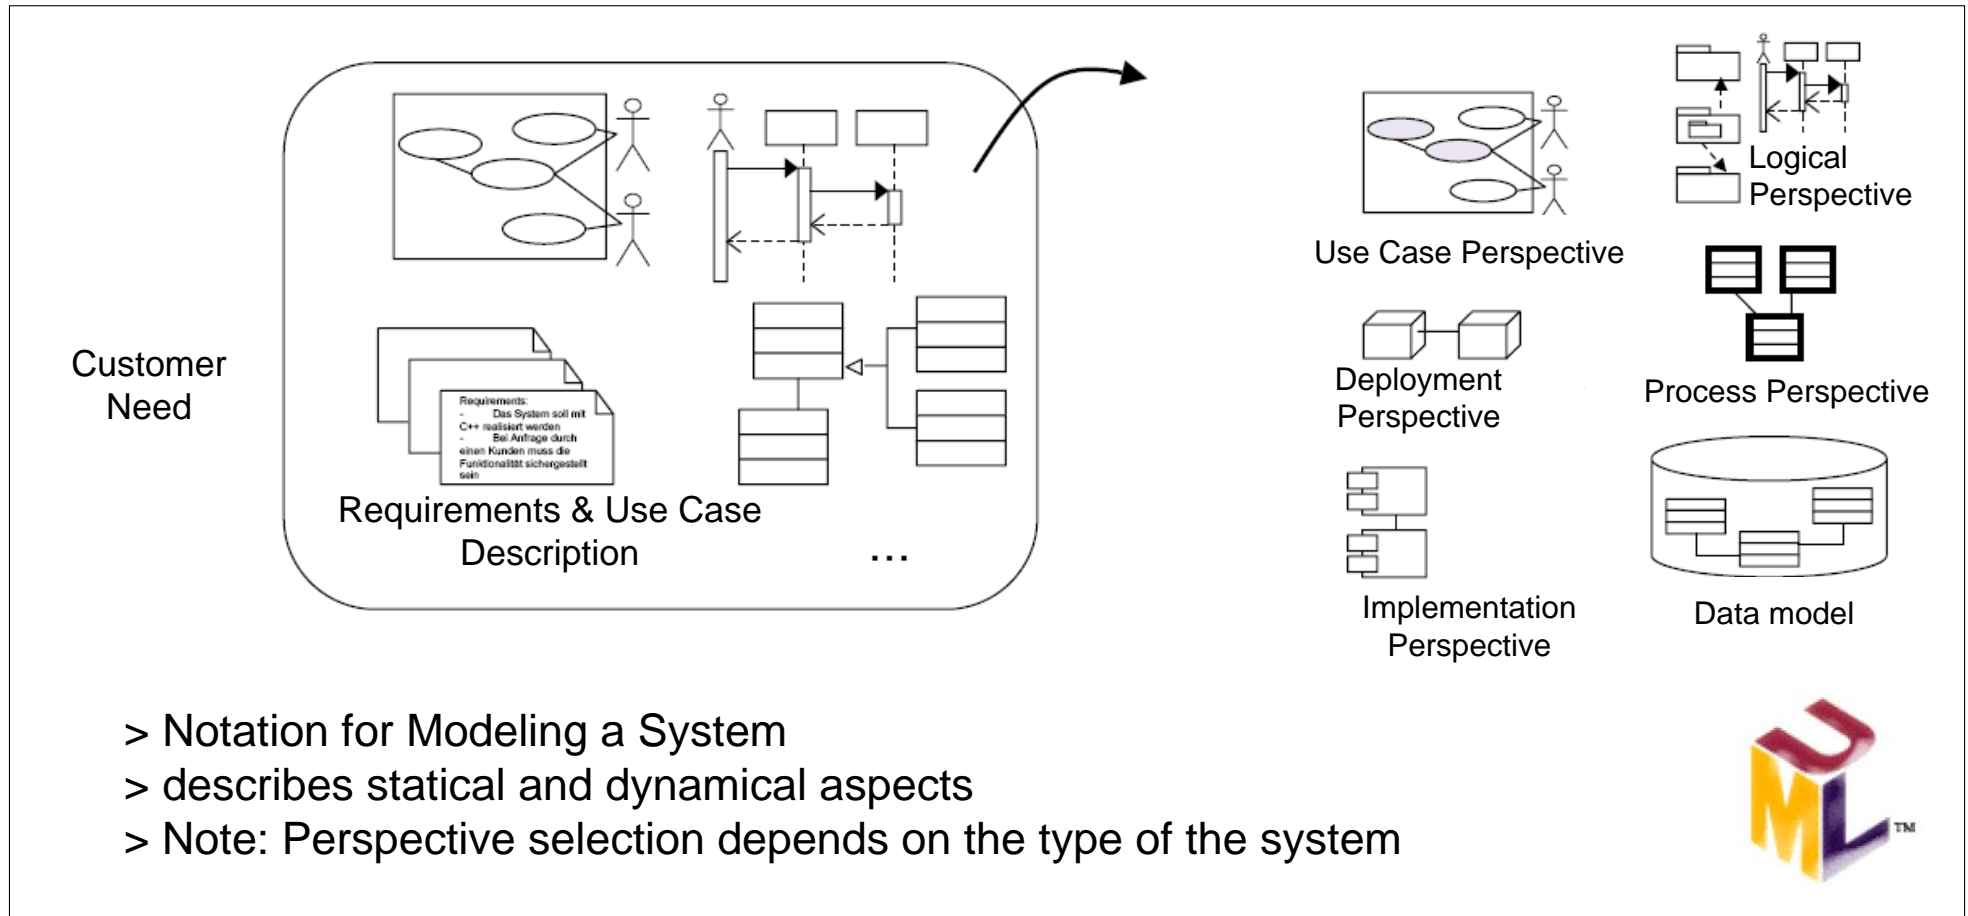 Customer
Need
Requirements:
- Das System soll mit
C++ realisiert werden
- Bei Anfrage durch
einen Kunden muss die
Funktionalität sichergestellt
sein
Requirements & Use Case
Description
...
Use Case Perspective
Logical
Perspective
Deployment
Perspective
Process Perspective
Implementation
Perspective
Data model
> Notation for Modeling a System
> describes statical and dynamical aspects
> Note: Perspective selection depends on the type of the system
UML™